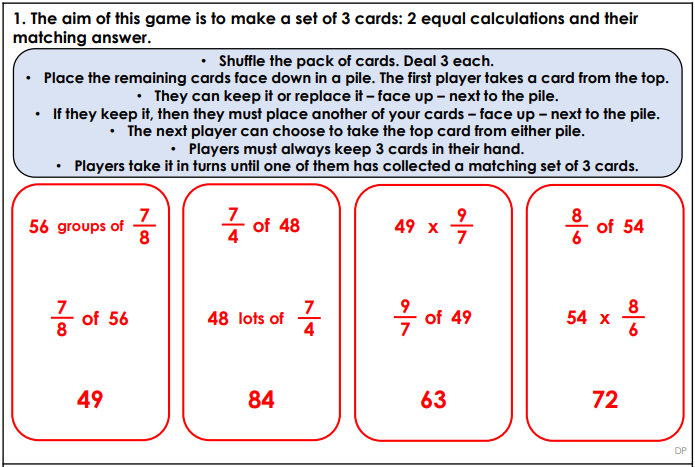 1. The aim of this game is to make a set of 3 cards: 2 equal calculations and their
matching answer.
• Shuffle the pack of cards. Deal 3 each.
• Place the remaining cards face down in a pile. The first player takes a card from the top.
• They can keep it or replace it – face up – next to the pile.
• If they keep it, then they must place another of your cards – face up – next to the pile.
• The next player can choose to take the top card from either pile.
• Players must always keep 3 cards in their hand.
• Players take it in turns until one of them has collected a matching set of 3 cards.
56 groups of 7/8
7/8 of 56
49
7/4 of 48
48 lots of 7/4
84
49 x 9/7
9/7 of 49
63
8/6 of 54
54 x 8/6
72
DP